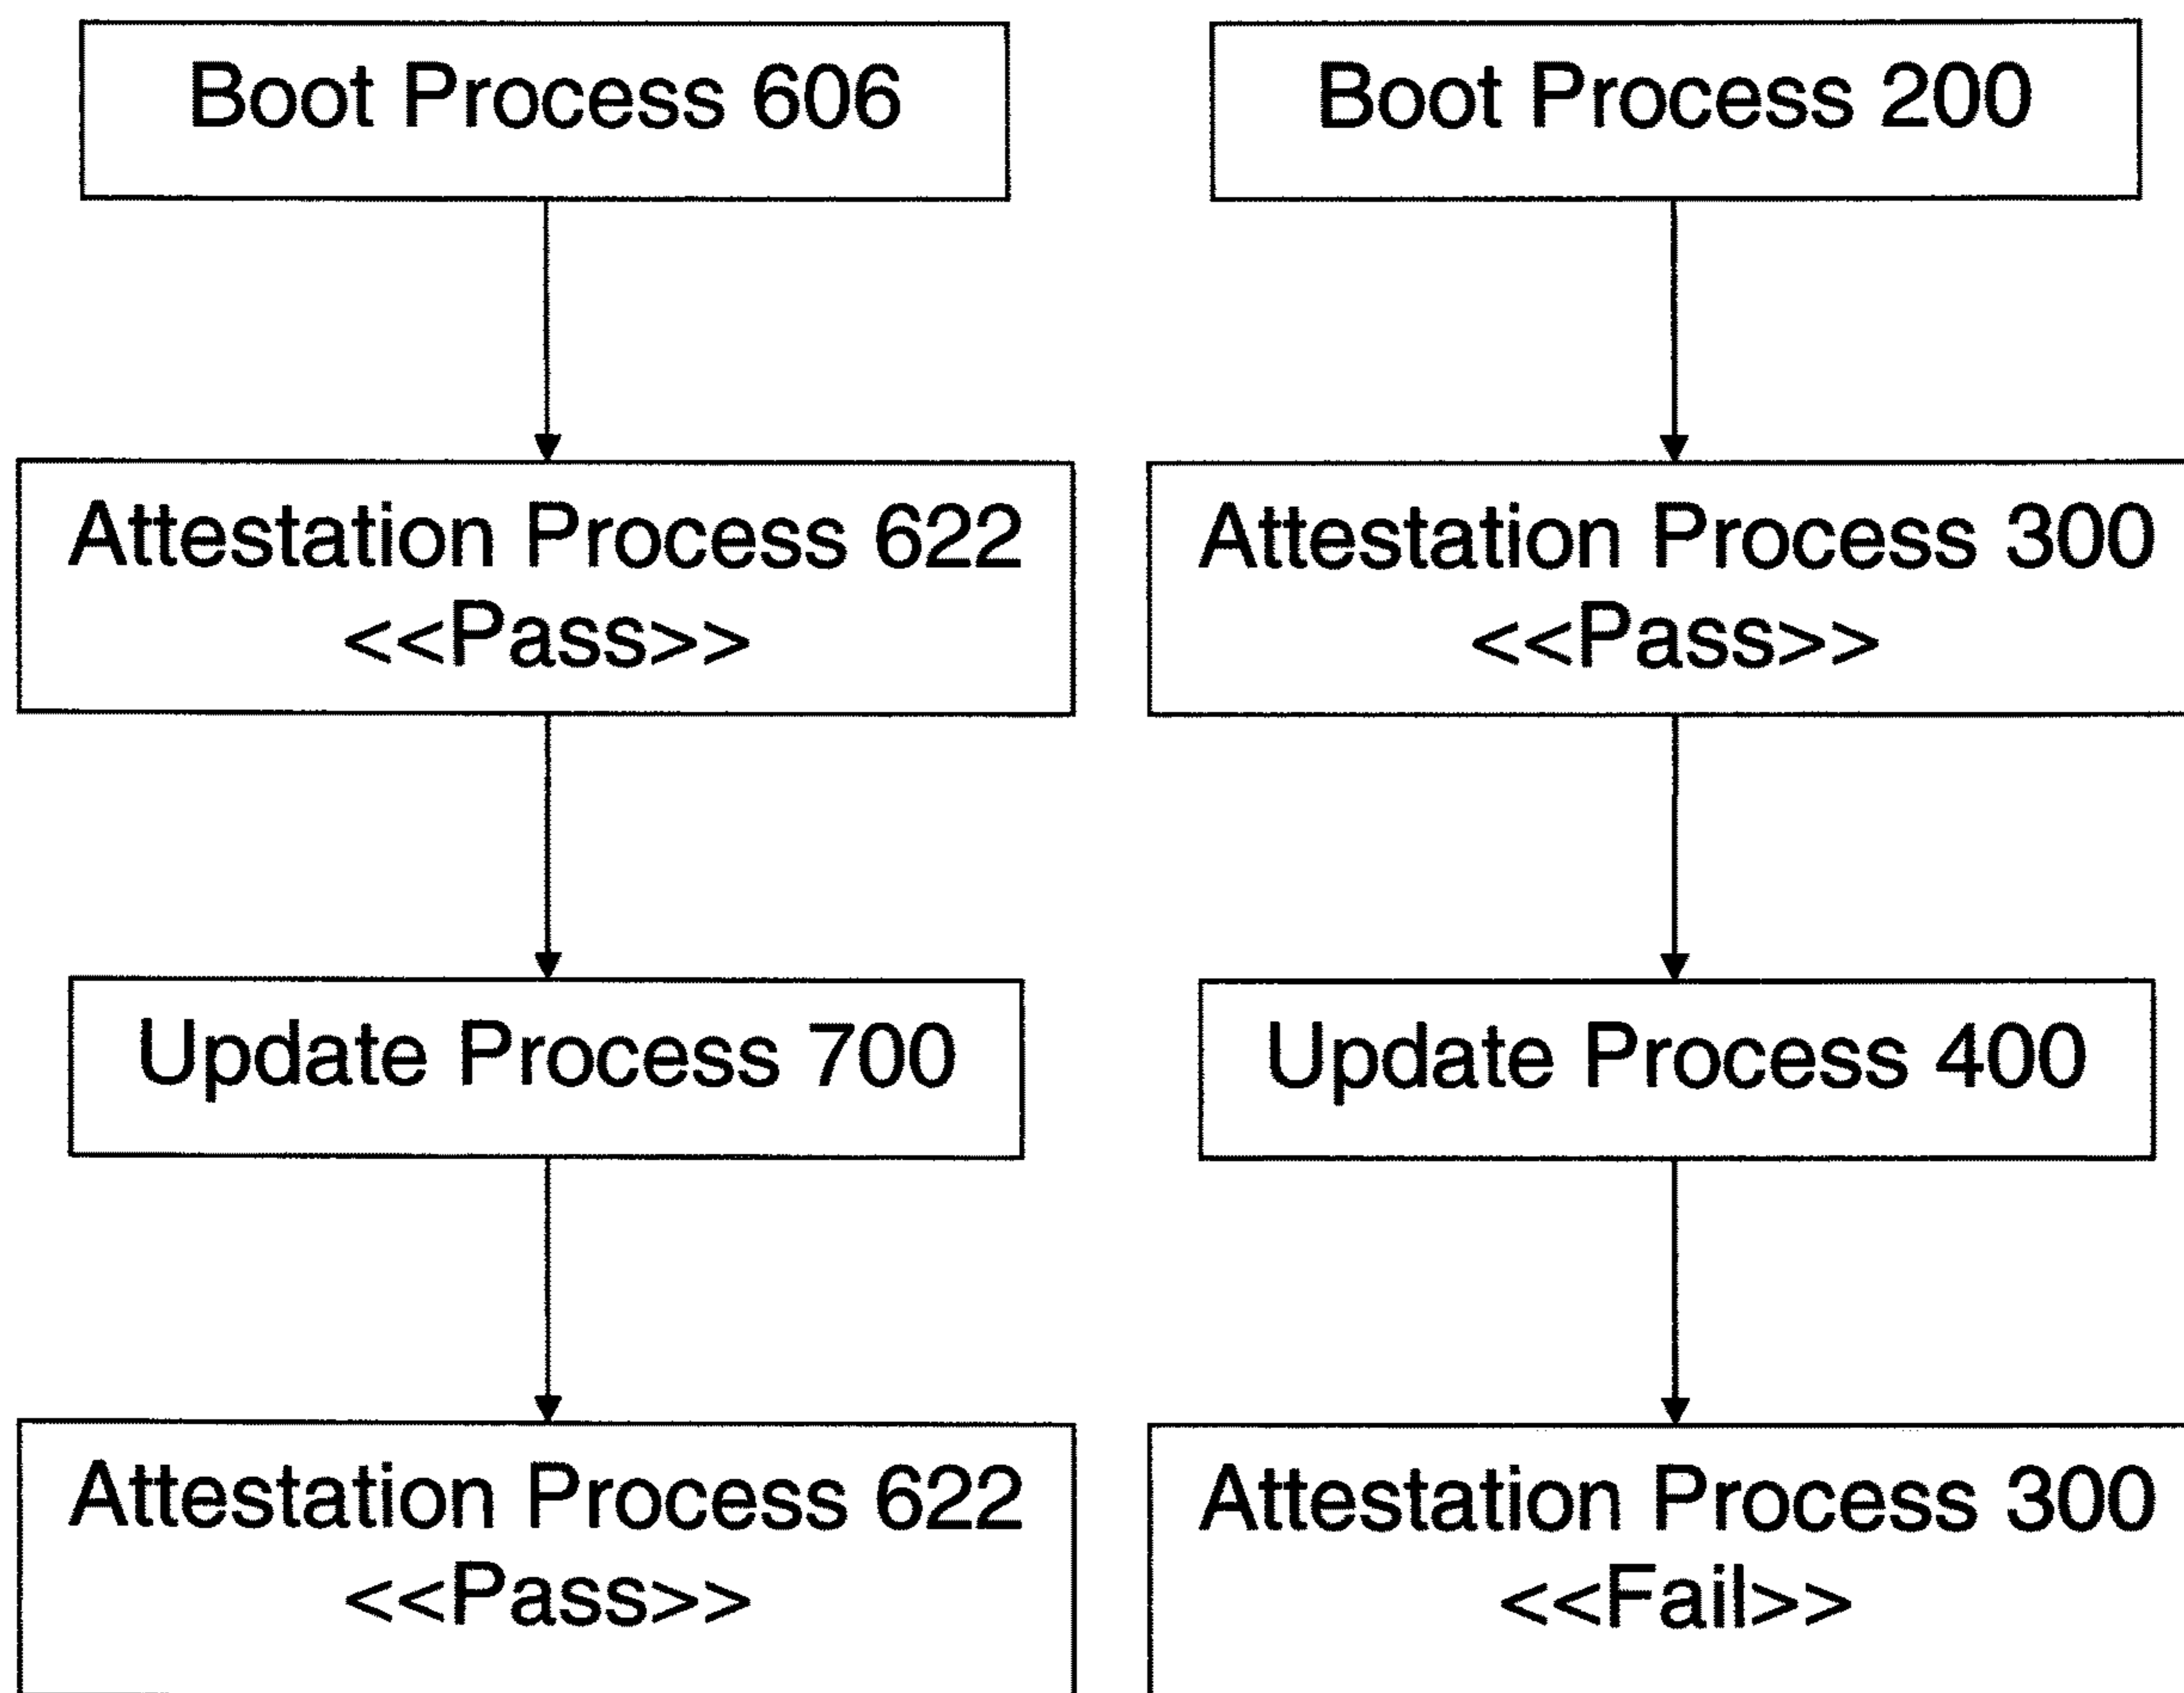 Boot Process 606
Attestation Process 622
<<Pass>>
Update Process 700
Attestation Process 622
<<Pass>>
Boot Process 200
Attestation Process 300
<<Pass>>
Update Process 400
Attestation Process 300
<<Fail>>